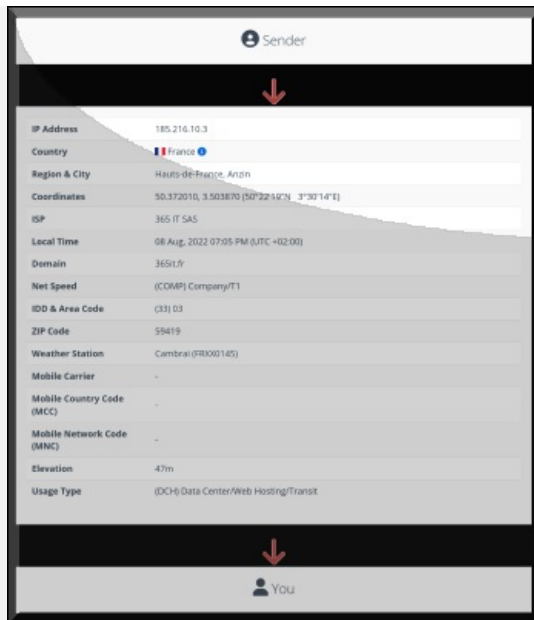 Sender
IP Address 185.216.10.3
Country France
Region & City Hauts-de-France, Anzin
Coordinates 50.372010, 3.503870 (50°22'19"N 3°30'14"E)
ISP 365 IT SAS
Local Time 08 Aug, 2022 07:05 PM (UTC +02:00)
Domain 365it.fr
Net Speed (COMP) Company/T1
IDD & Area Code (33) 03
ZIP Code 59419
Weather Station Cambrai (FRXX0145)
Mobile Carrier -
Mobile Country Code
(MCC) -
Mobile Network Code
(MNC) -
Elevation 47m
Usage Type (DCH) Data Center/Web Hosting/Transit
You